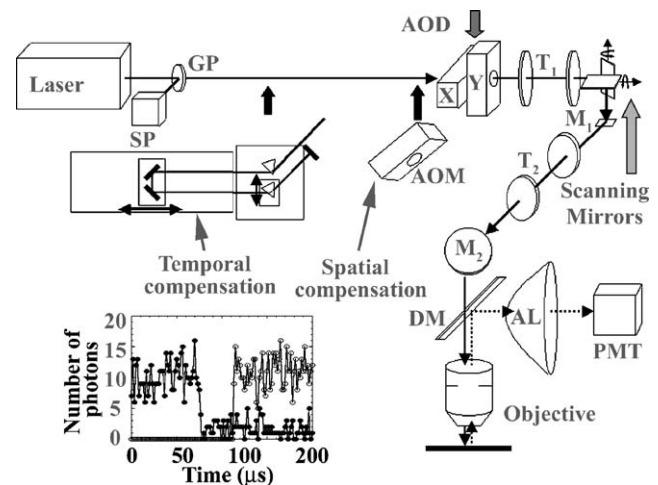 AOD
GP
T1
Laser
X
Y
SP
M1
AOM
T2
Scanning
Mirrors
Temporal
compensation
Spatial
compensation
M2
DM
AL
PMT
Objective
Number of
photons
20
15
10
5
0
0
50
100
150
200
Time (μs)